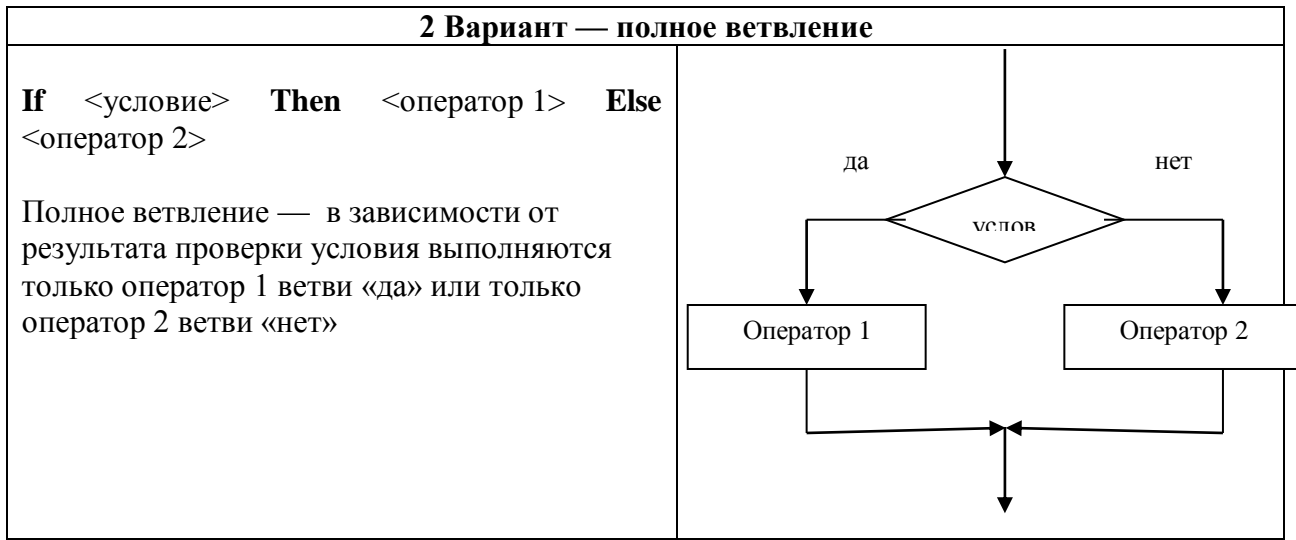 2 Вариант — полное ветвление
If <условие> Then <оператор 1> Else
<оператор 2>
Полное ветвление — в зависимости от
результата проверки условия выполняются
только оператор 1 ветви «да» или только
оператор 2 ветви «нет»
да
нет
услов
Оператор 1
Оператор 2